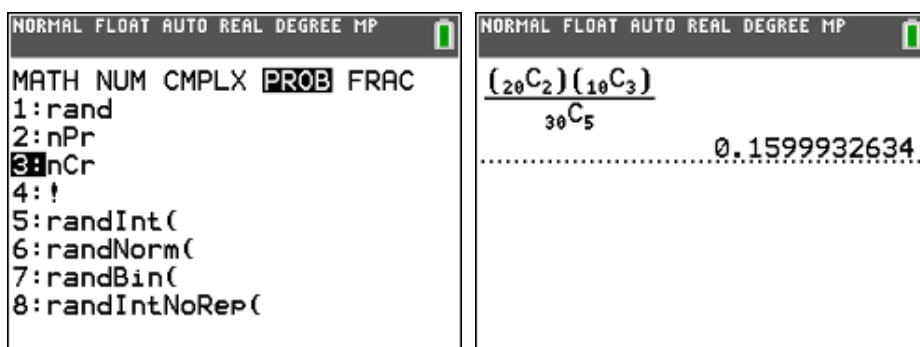 NORMAL FLOAT AUTO REAL DEGREE MP
MATH NUM CMPLX PROB FRAC
1:rand
2:nPr
3:nCr
4:!
5:randInt(
6:randNorm(
7:randBin(
8:randIntNoRep(
NORMAL FLOAT AUTO REAL DEGREE MP
(₂₀C₂)(₁₀C₃)
₃₀C₅
0.1599932634